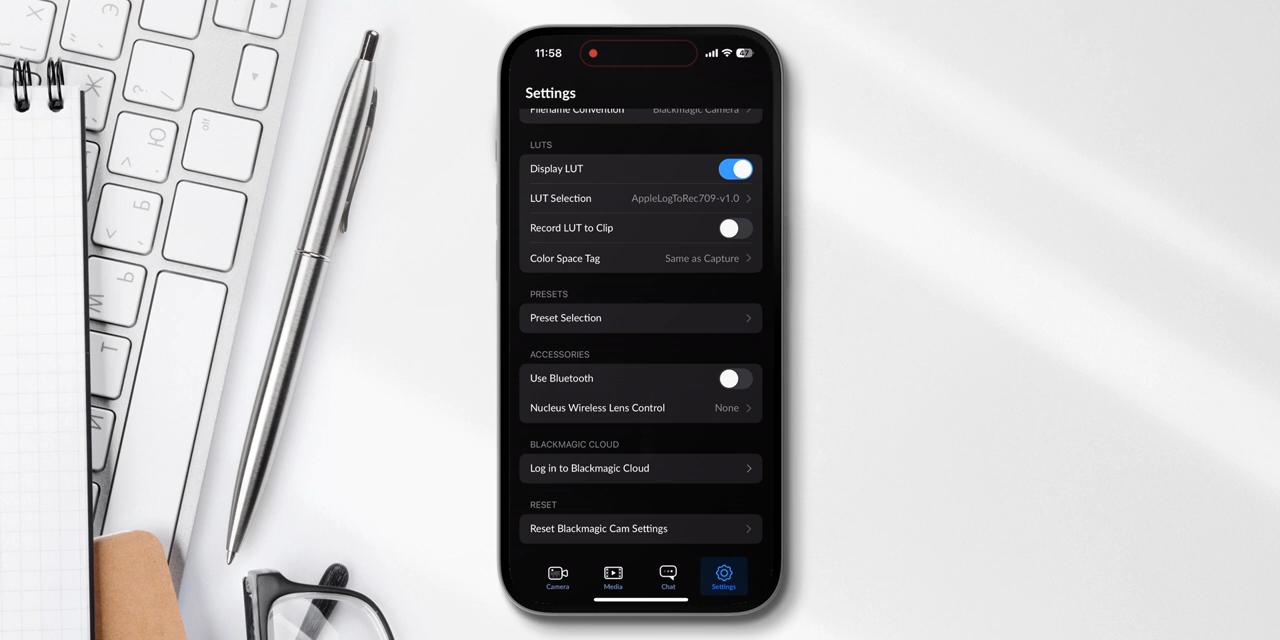 11:58
47
Settings
Filename Convention Blackmagic Camera
LUTS
Display LUT
LUT Selection AppleLogToRec709-v1.0
Record LUT to Clip
Color Space Tag Same as Capture
PRESETS
Preset Selection
ACCESSORIES
Use Bluetooth
Nucleus Wireless Lens Control None
BLACKMAGIC CLOUD
Log in to Blackmagic Cloud
RESET
Reset Blackmagic Cam Settings
Camera Media Chat Settings
X
Э
Ж
?
/
Ю
>
alt
Б
<
Ь
M
Т
И